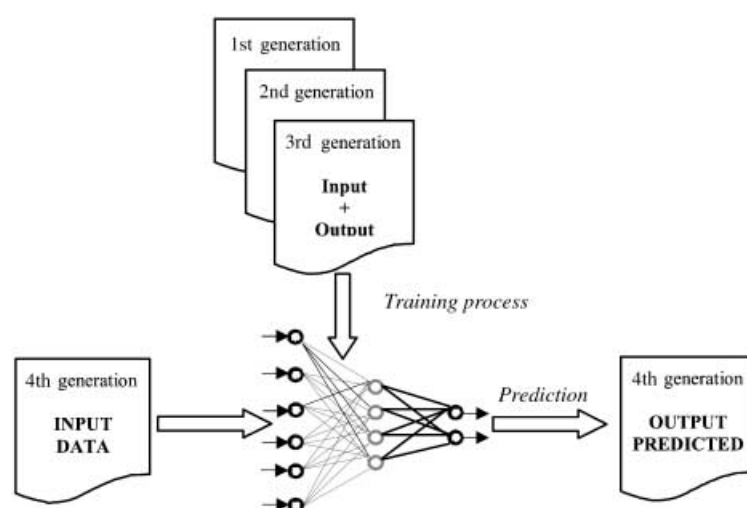 1st generation
2nd generation
3rd generation
Input
+
Output
Training process
4th generation
INPUT
DATA
Prediction
4th generation
OUTPUT
PREDICTED